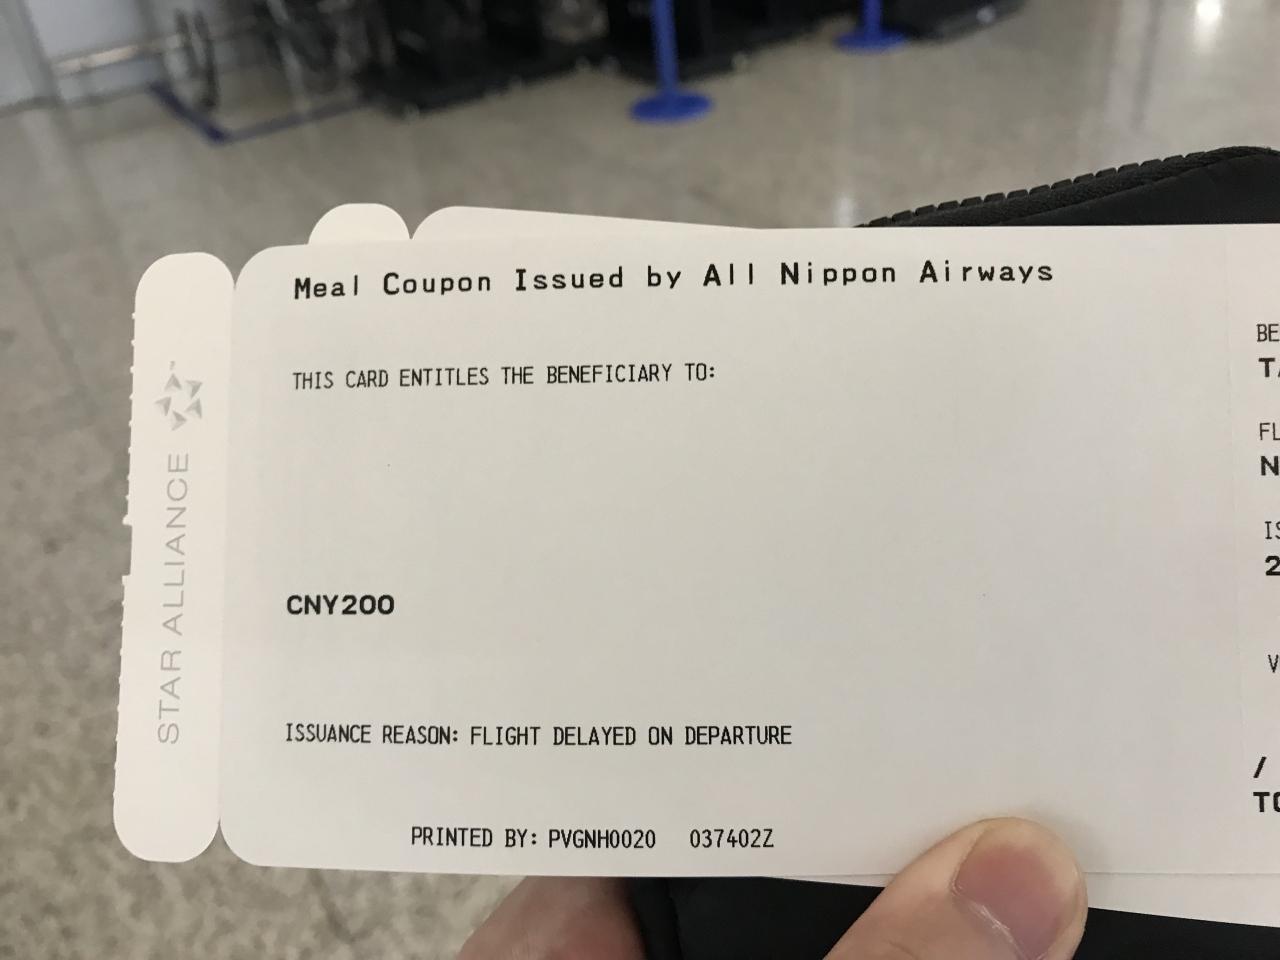 Meal Coupon Issued by All Nippon Airways
THIS CARD ENTITLES THE BENEFICIARY TO:
CNY200
ISSUANCE REASON: FLIGHT DELAYED ON DEPARTURE
PRINTED BY: PVGNH0020 037402Z
STAR ALLIANCE